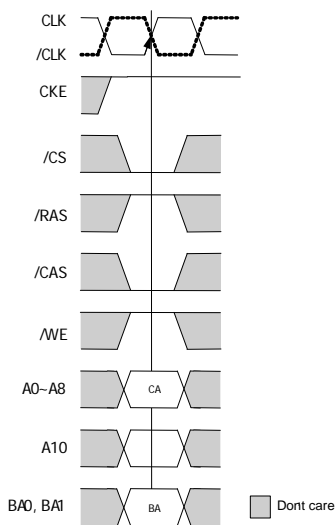 CLK
/CLK
CKE
/CS
/RAS
/CAS
/WE
A0~A8
CA
A10
BA0, BA1
BA
Dont care